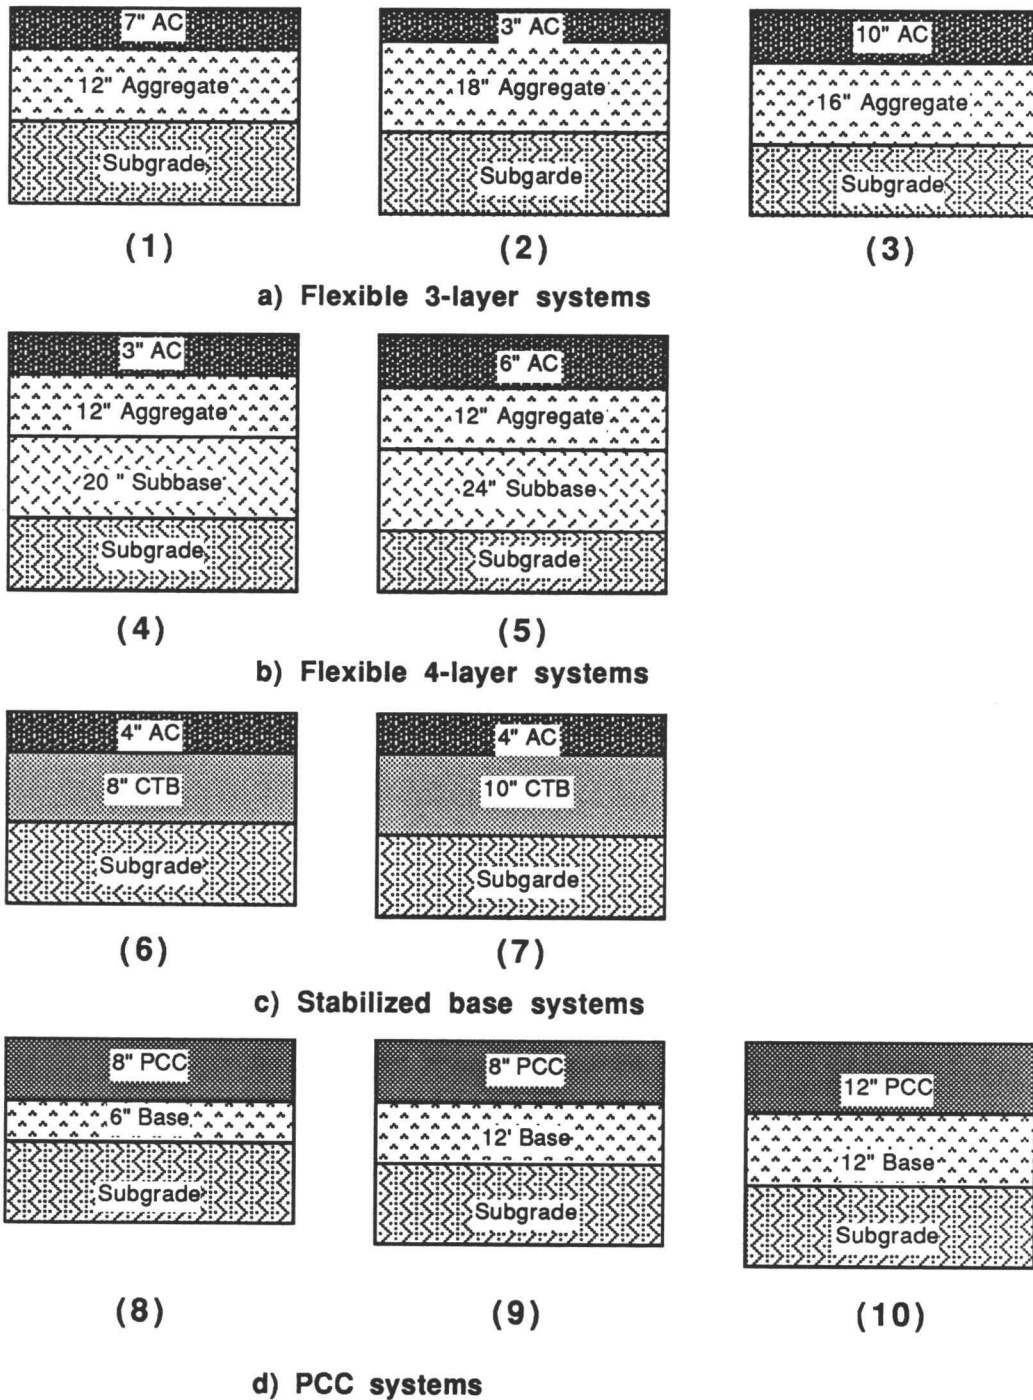 7" AC
12" Aggregate
Subgrade
(1)
3" AC
18" Aggregate
Subgarde
(2)
10" AC
16" Aggregate
Subgrade
(3)
a) Flexible 3-layer systems
3" AC
12" Aggregate
20 " Subbase
Subgrade
(4)
6" AC
12" Aggregate
24" Subbase
Subgrade
(5)
b) Flexible 4-layer systems
4" AC
8" CTB
Subgrade
(6)
4" AC
10" CTB
Subgarde
(7)
c) Stabilized base systems
8" PCC
6" Base
Subgrade
(8)
8" PCC
12' Base
Subgrade
(9)
12" PCC
12" Base
Subgrade
(10)
d) PCC systems